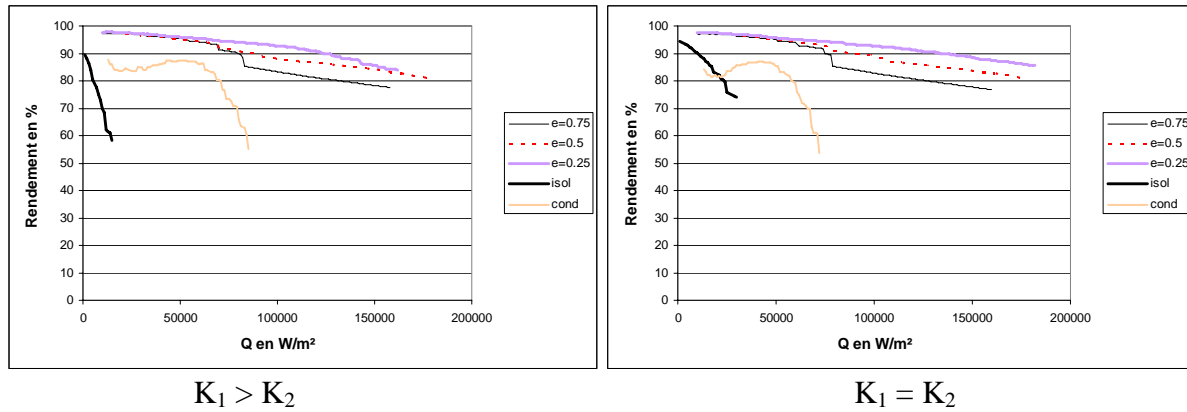 100
90
80
70
60
50
40
30
20
10
0
Rendement en %
0 50000 100000 150000 200000
Q en W/m²
e=0.75
e=0.5
e=0.25
isol
cond
K₁ > K₂
100
90
80
70
60
50
40
30
20
10
0
Rendement en %
0 50000 100000 150000 200000
Q en W/m²
e=0.75
e=0.5
e=0.25
isol
cond
K₁ = K₂